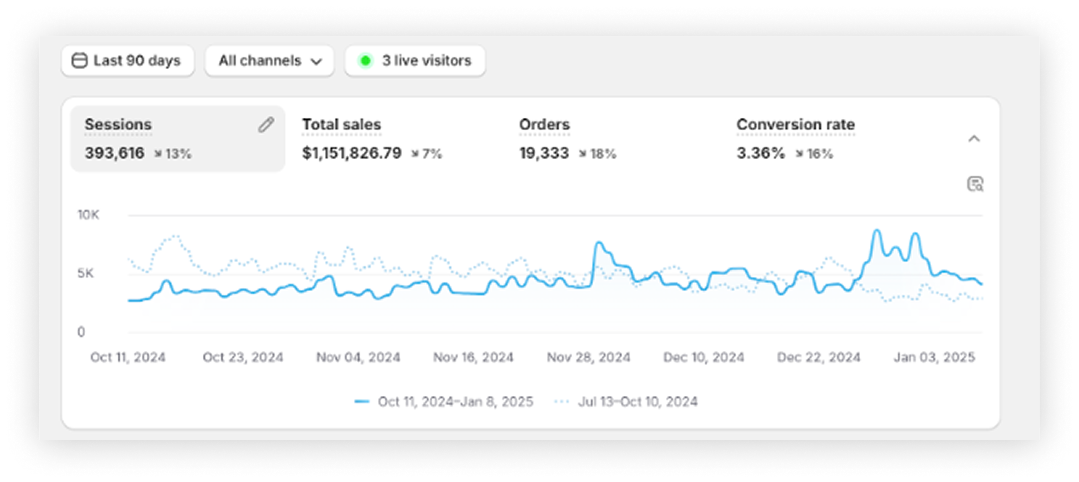 Last 90 days All channels 3 live visitors
Sessions Total sales Orders Conversion rate
393,616 ↘ 13% $1,151,826.79 ↘ 7% 19,333 ↘ 18% 3.36% ↘ 16%
10K
5K
0
Oct 11, 2024 Oct 23, 2024 Nov 04, 2024 Nov 16, 2024 Nov 28, 2024 Dec 10, 2024 Dec 22, 2024 Jan 03, 2025
Oct 11, 2024–Jan 8, 2025 Jul 13–Oct 10, 2024